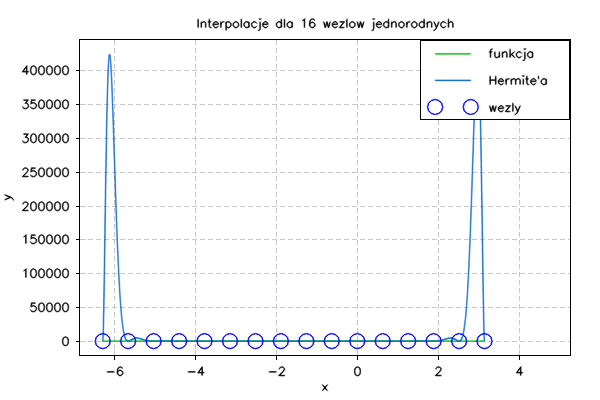 Interpolacje dla 16 wezlow jednorodnych
funkcja
Hermite'a
wezly
400000
350000
300000
250000
200000
150000
100000
50000
0
y
−6 −4 −2 0 2 4
x